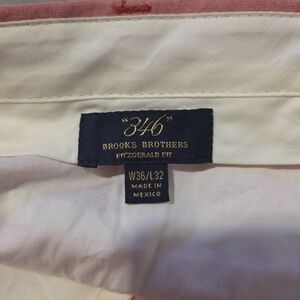 "346"
BROOKS BROTHERS
FITZGERALD FIT
W36/L32
MADE IN
MEXICO